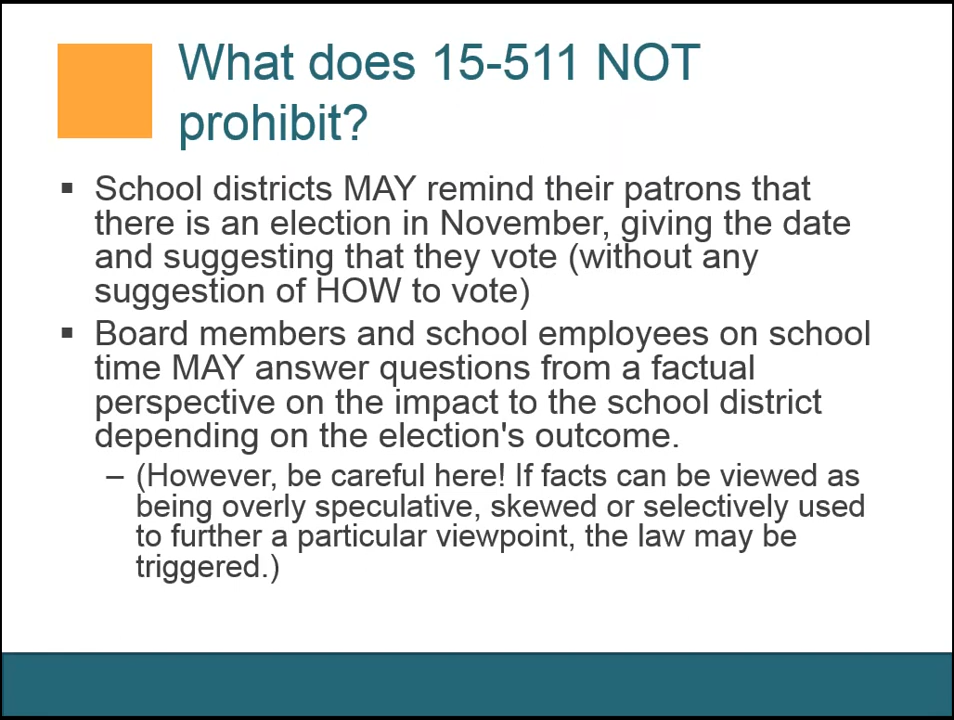 What does 15-511 NOT
prohibit?
▪ School districts MAY remind their patrons that
there is an election in November, giving the date
and suggesting that they vote (without any
suggestion of HOW to vote)
▪ Board members and school employees on school
time MAY answer questions from a factual
perspective on the impact to the school district
depending on the election's outcome.
– (However, be careful here! If facts can be viewed as
being overly speculative, skewed or selectively used
to further a particular viewpoint, the law may be
triggered.)